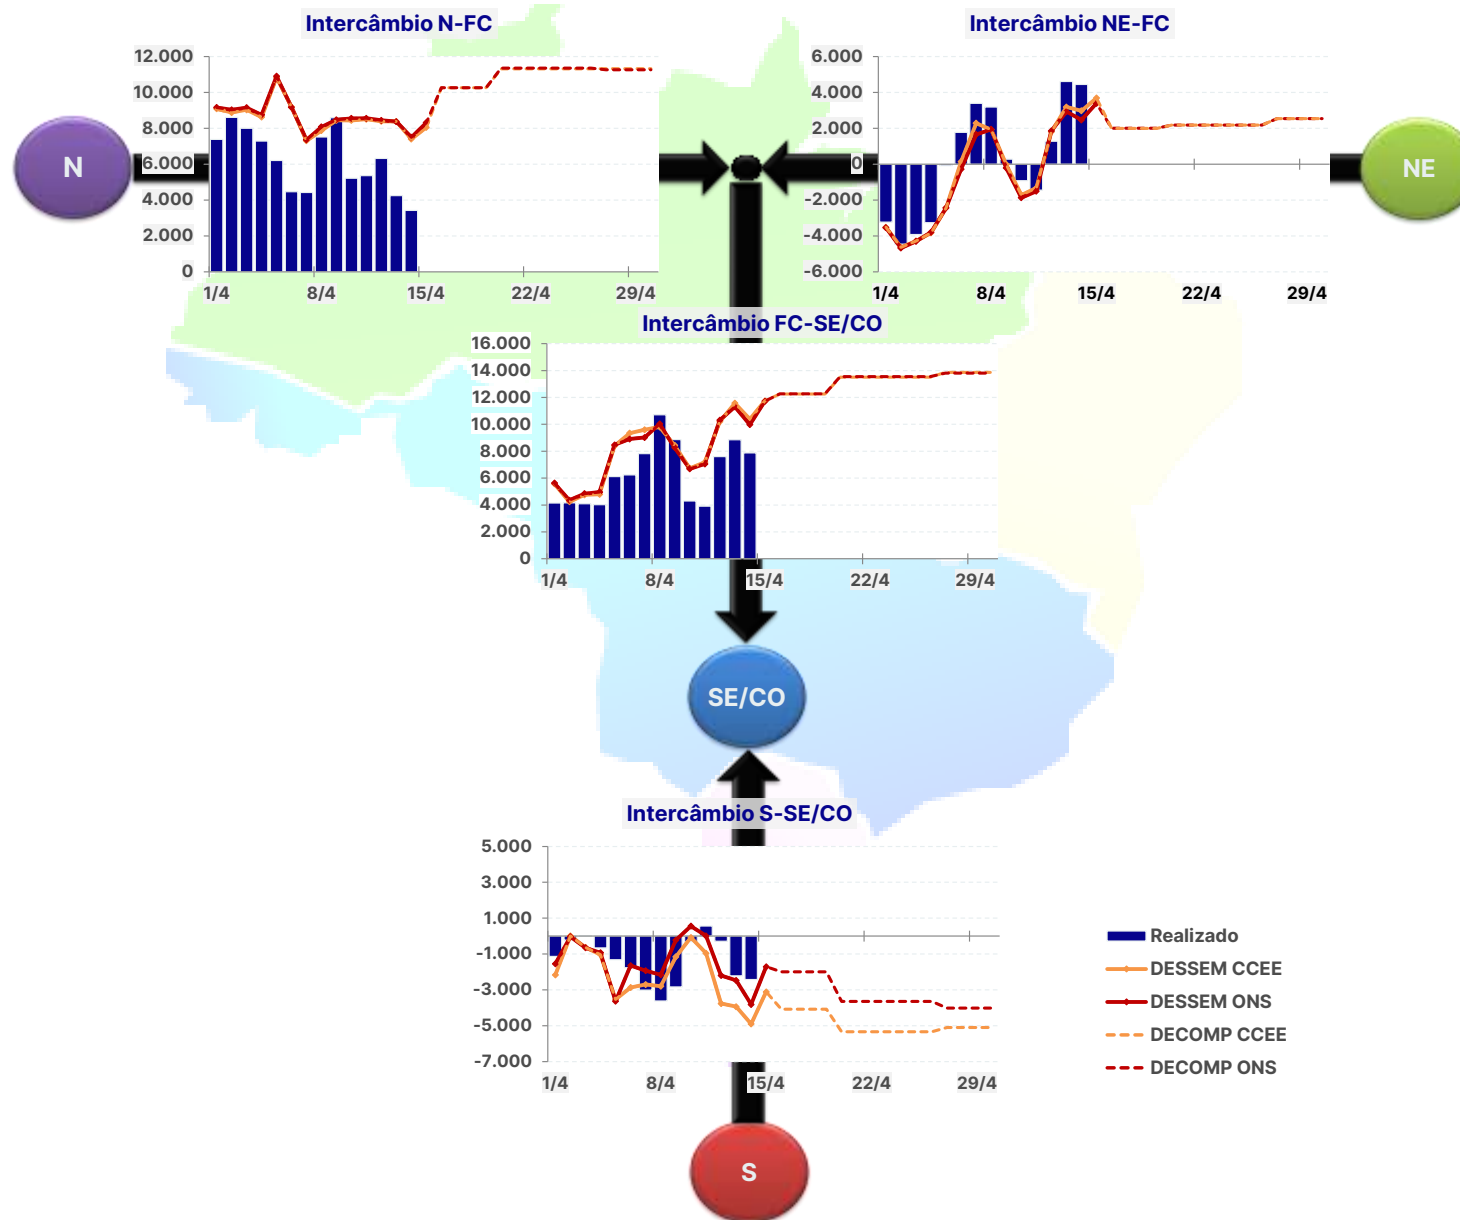 Intercâmbio N-FC
12.000
10.000
8.000
6.000
4.000
2.000
0
1/4 8/4 15/4 22/4 29/4
N
Intercâmbio NE-FC
6.000
4.000
2.000
0
-2.000
-4.000
-6.000
1/4 8/4 15/4 22/4 29/4
NE
Intercâmbio FC-SE/CO
16.000
14.000
12.000
10.000
8.000
6.000
4.000
2.000
0
1/4 8/4 15/4 22/4 29/4
SE/CO
Intercâmbio S-SE/CO
5.000
3.000
1.000
-1.000
-3.000
-5.000
-7.000
1/4 8/4 15/4 22/4 29/4
Realizado
DESSEM CCEE
DESSEM ONS
DECOMP CCEE
DECOMP ONS
S